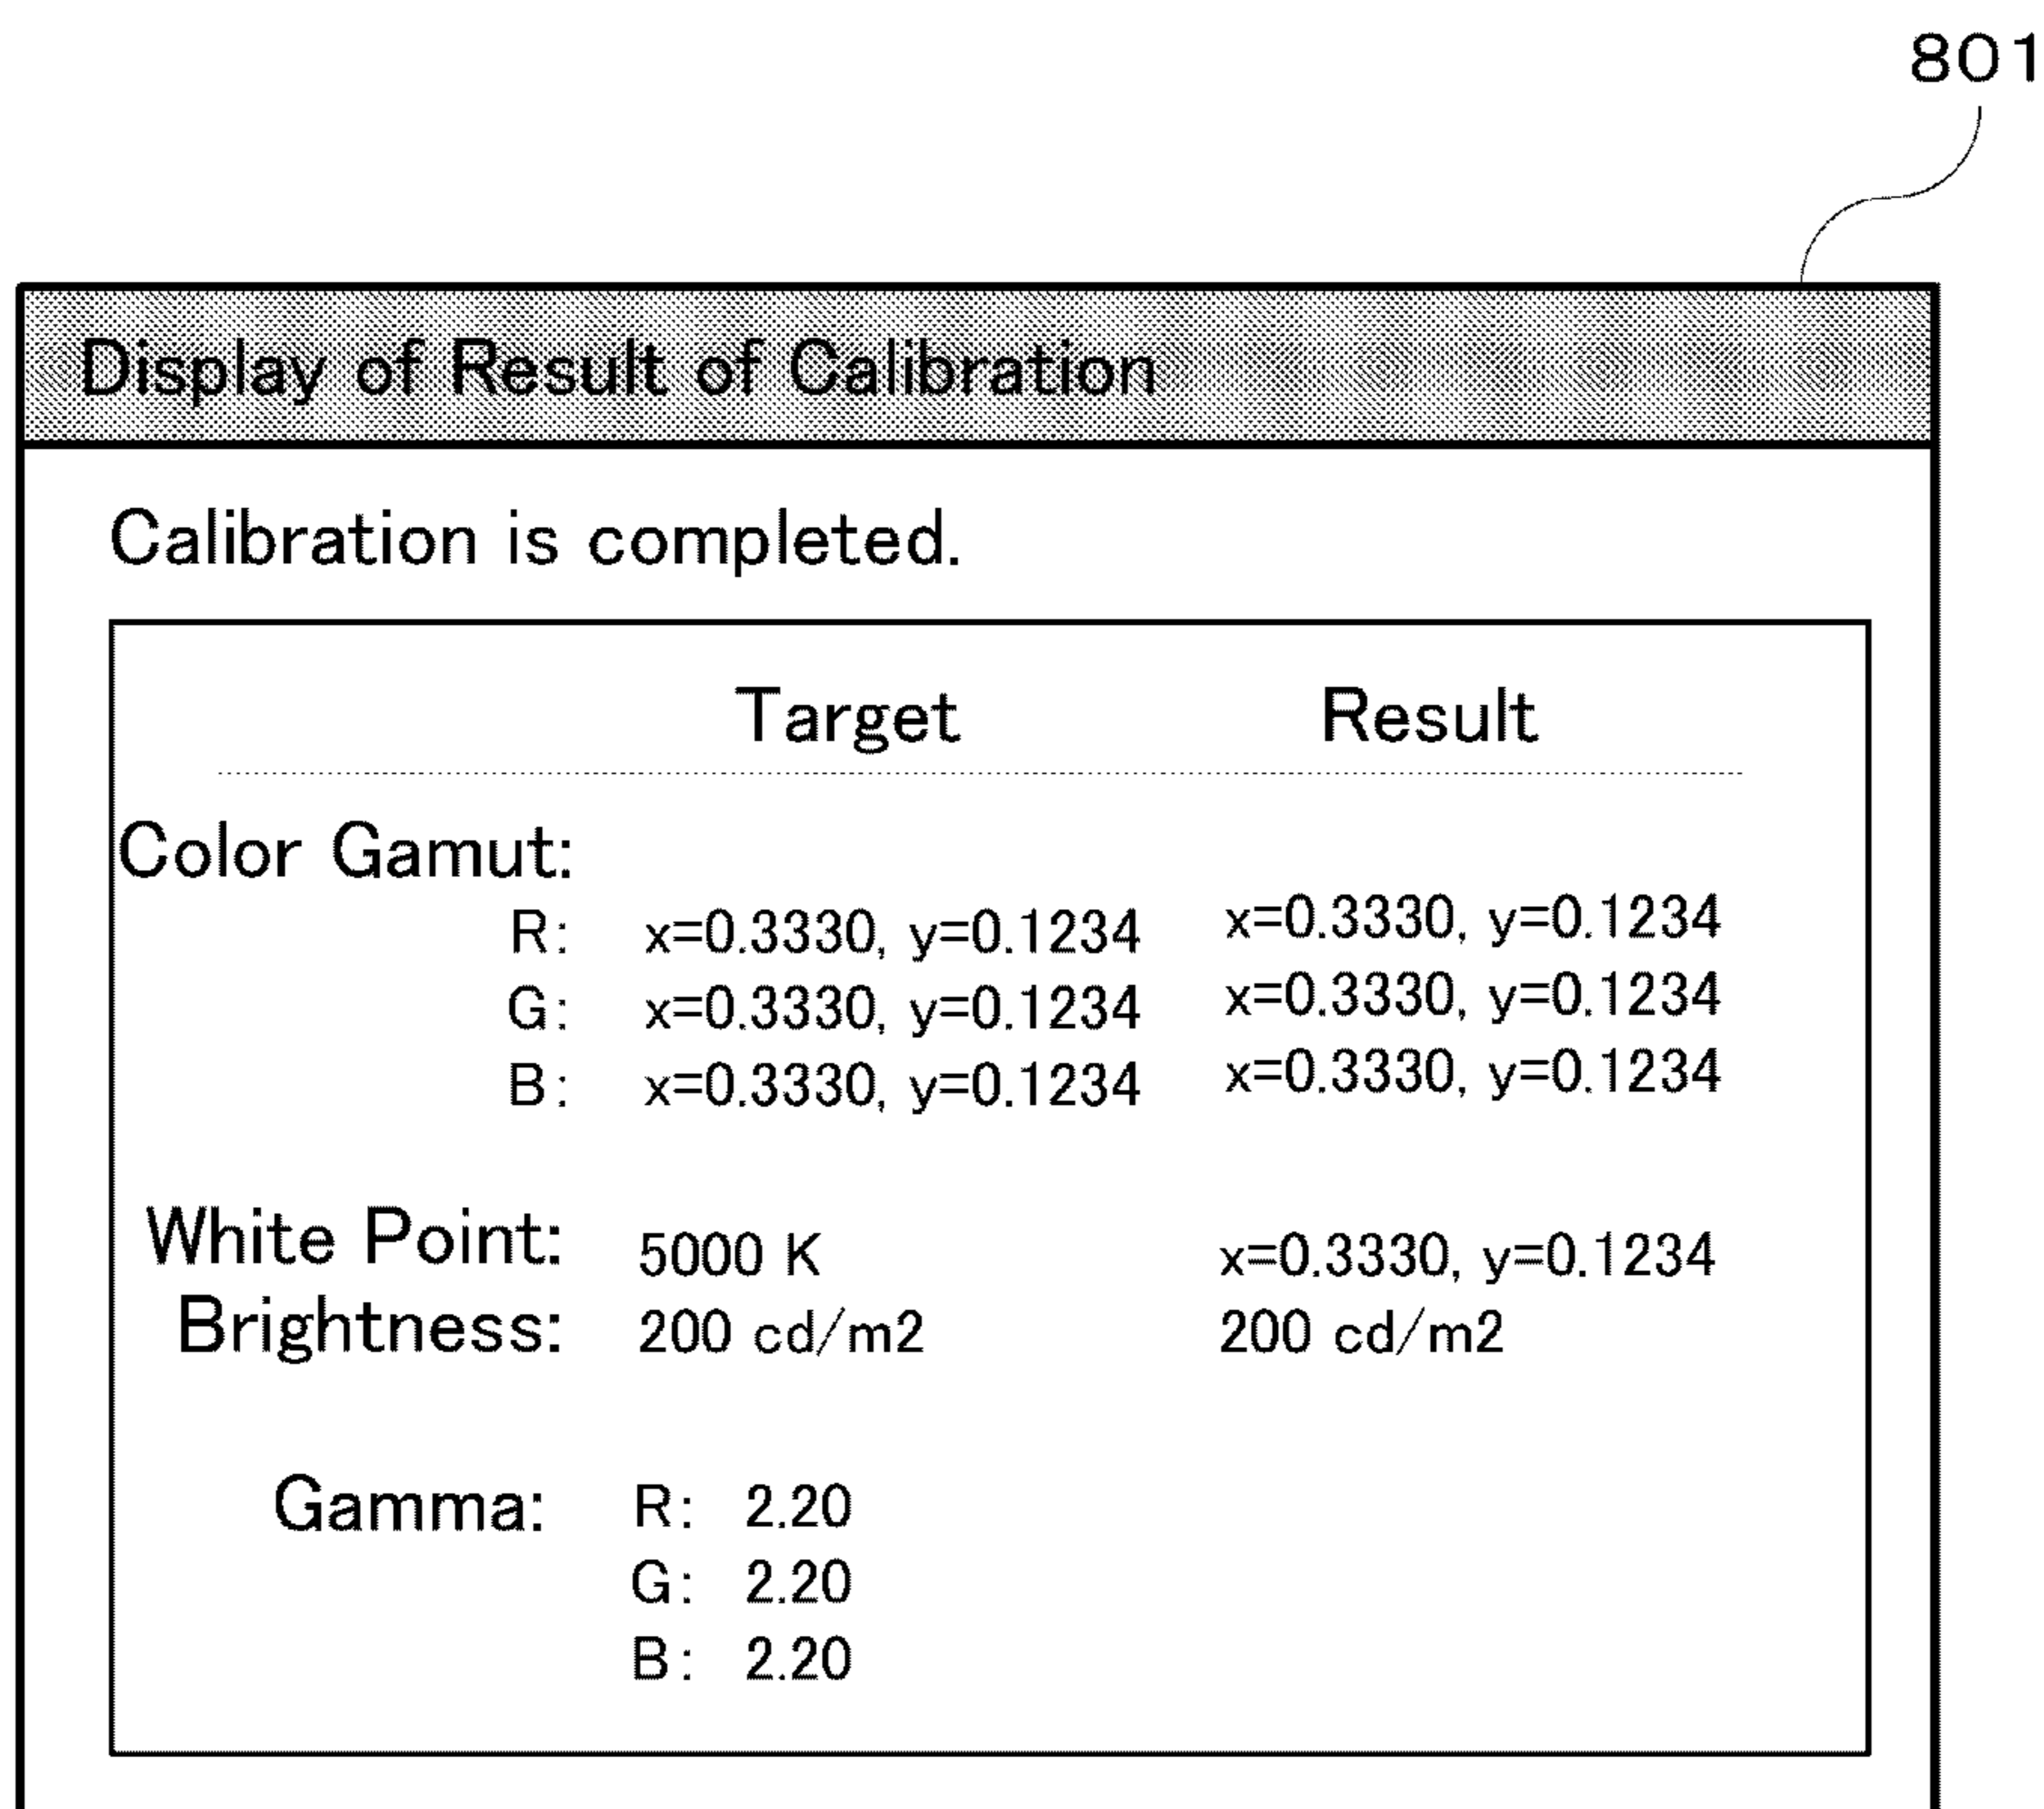 801
Display of Result of Calibration
Calibration is completed.
Target Result
Color Gamut:
R: x=0.3330, y=0.1234 x=0.3330, y=0.1234
G: x=0.3330, y=0.1234 x=0.3330, y=0.1234
B: x=0.3330, y=0.1234 x=0.3330, y=0.1234
White Point: 5000 K x=0.3330, y=0.1234
Brightness: 200 cd/m2 200 cd/m2
Gamma: R: 2.20
G: 2.20
B: 2.20